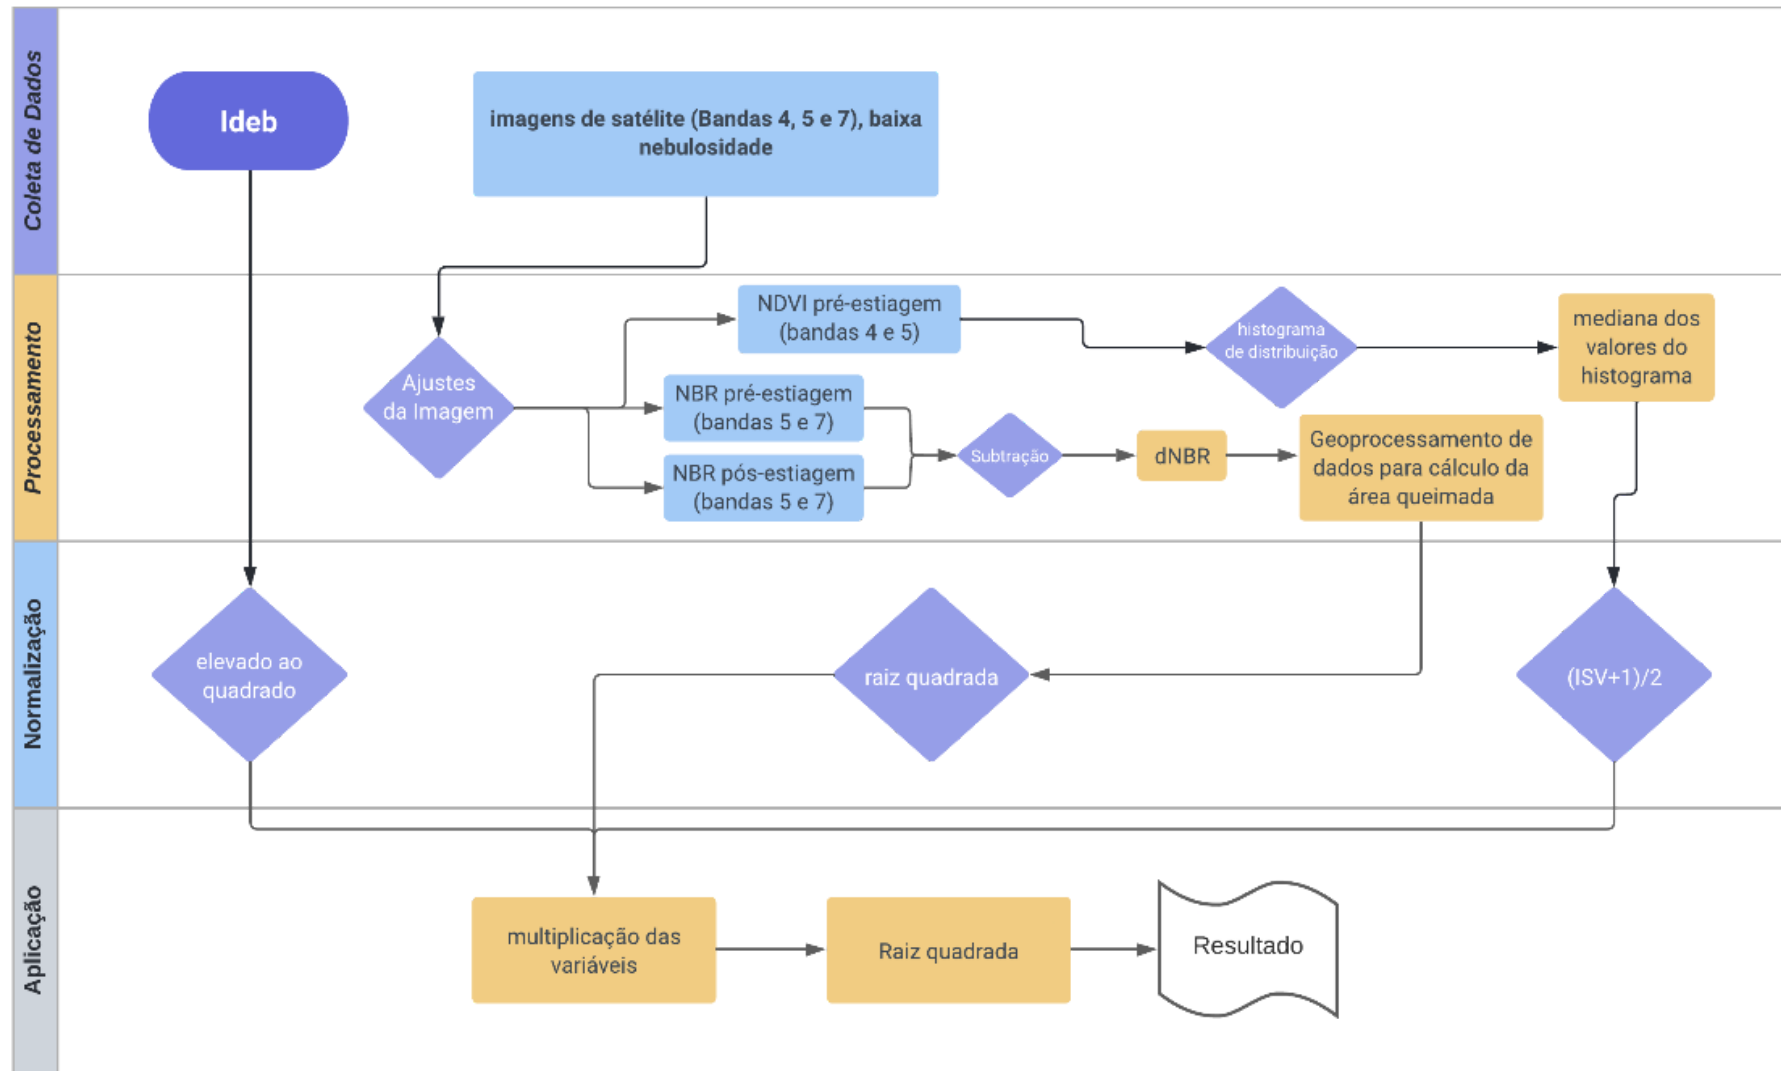 Coleta de Dados
Ideb
imagens de satélite (Bandas 4, 5 e 7), baixa
nebulosidade
Processamento
Ajustes
da Imagem
NDVI pré-estiagem
(bandas 4 e 5)
NBR pré-estiagem
(bandas 5 e 7)
NBR pós-estiagem
(bandas 5 e 7)
Subtração
dNBR
histograma
de distribuição
Geoprocessamento de
dados para cálculo da
área queimada
mediana dos
valores do
histograma
Normalização
elevado ao
quadrado
raiz quadrada
(ISV+1)/2
Aplicação
multiplicação das
variáveis
Raiz quadrada
Resultado